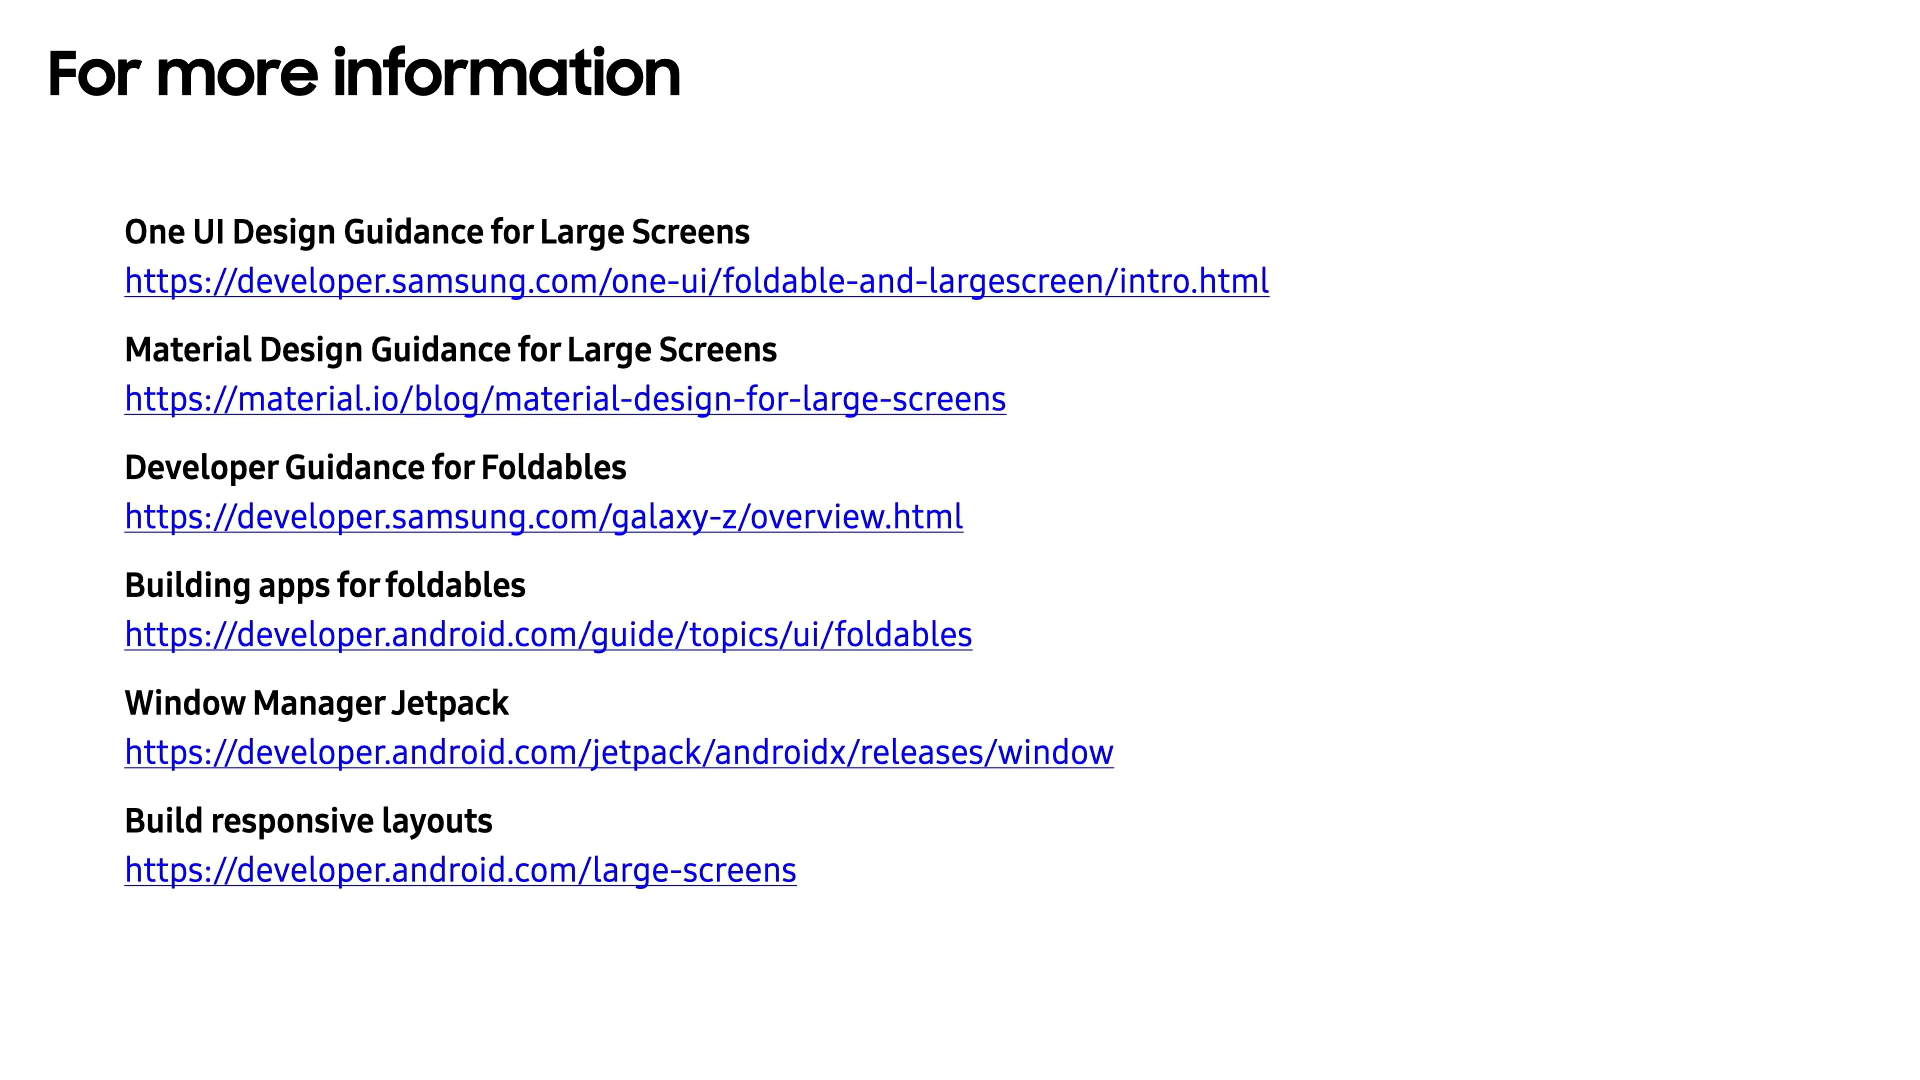 For more information
One UI Design Guidance for Large Screens
https://developer.samsung.com/one-ui/foldable-and-largescreen/intro.html
Material Design Guidance for Large Screens
https://material.io/blog/material-design-for-large-screens
Developer Guidance for Foldables
https://developer.samsung.com/galaxy-z/overview.html
Building apps for foldables
https://developer.android.com/guide/topics/ui/foldables
Window Manager Jetpack
https://developer.android.com/jetpack/androidx/releases/window
Build responsive layouts
https://developer.android.com/large-screens